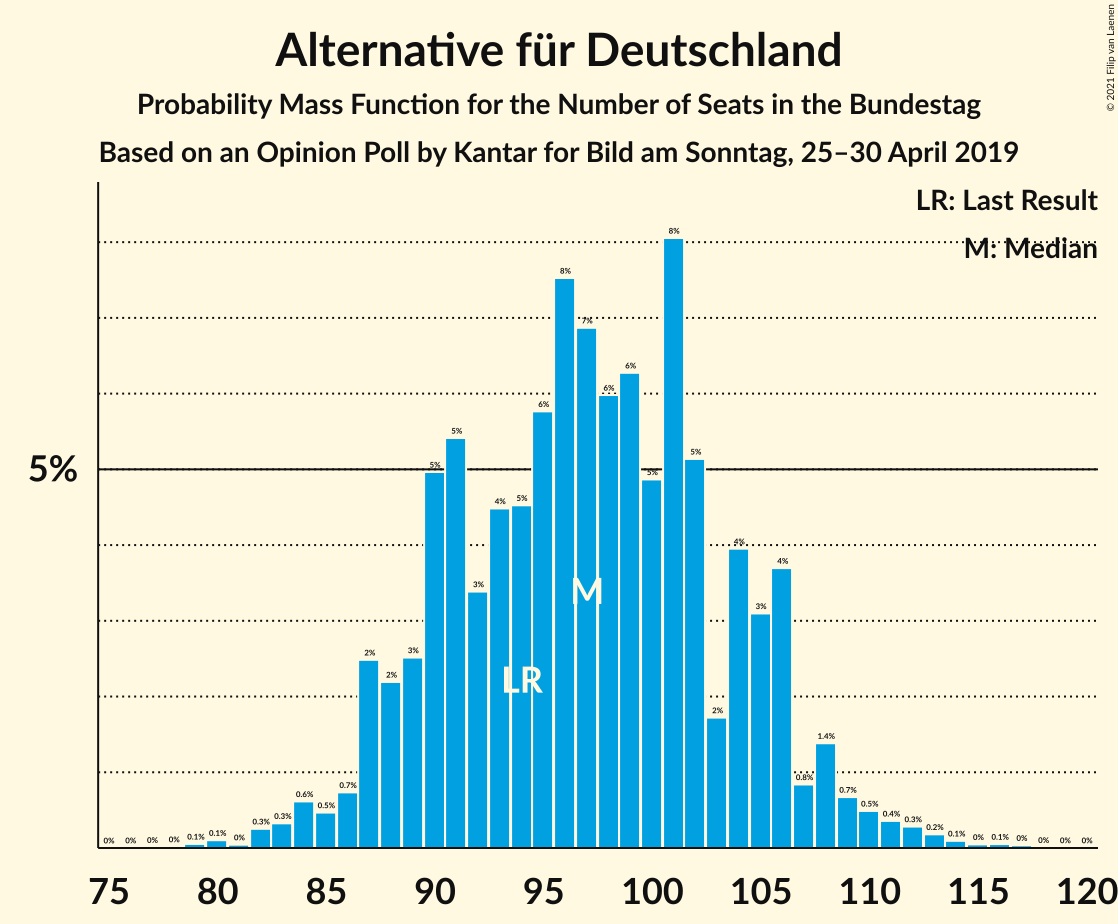 Alternative für Deutschland
Probability Mass Function for the Number of Seats in the Bundestag
Based on an Opinion Poll by Kantar for Bild am Sonntag, 25–30 April 2019
© 2021 Filip van Laenen
LR: Last Result
M: Median
5%
0% 0% 0% 0% 0.1% 0.1% 0% 0.3% 0.3% 0.6% 0.5% 0.7% 2% 2% 3% 5% 5% 3% 4% 5% 6% 8% 7% 6% 6% 5% 8% 5% 2% 4% 3% 4% 0.8% 1.4% 0.7% 0.5% 0.4% 0.3% 0.2% 0.1% 0% 0.1% 0% 0% 0% 0%
M
LR
75 80 85 90 95 100 105 110 115 120